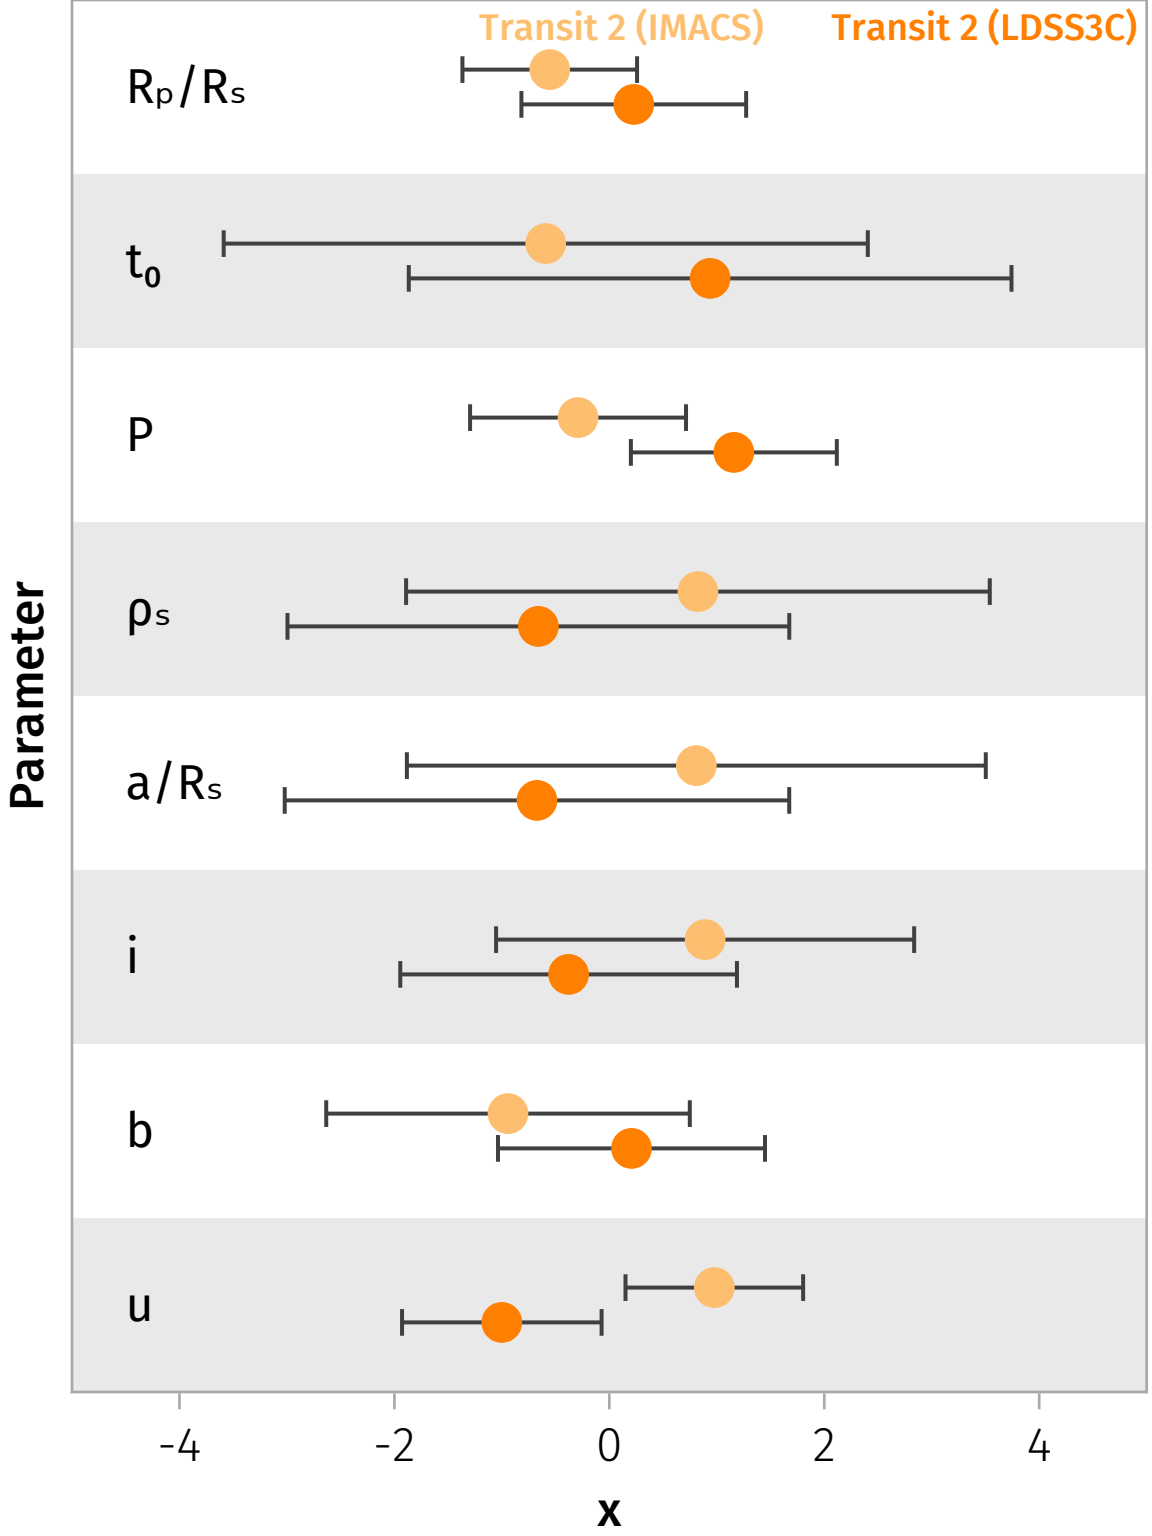 Transit 2 (IMACS) Transit 2 (LDSS3C)
Rₚ/Rₛ
t₀
P
ρₛ
a/Rₛ
i
b
u
Parameter
-4 -2 0 2 4
x